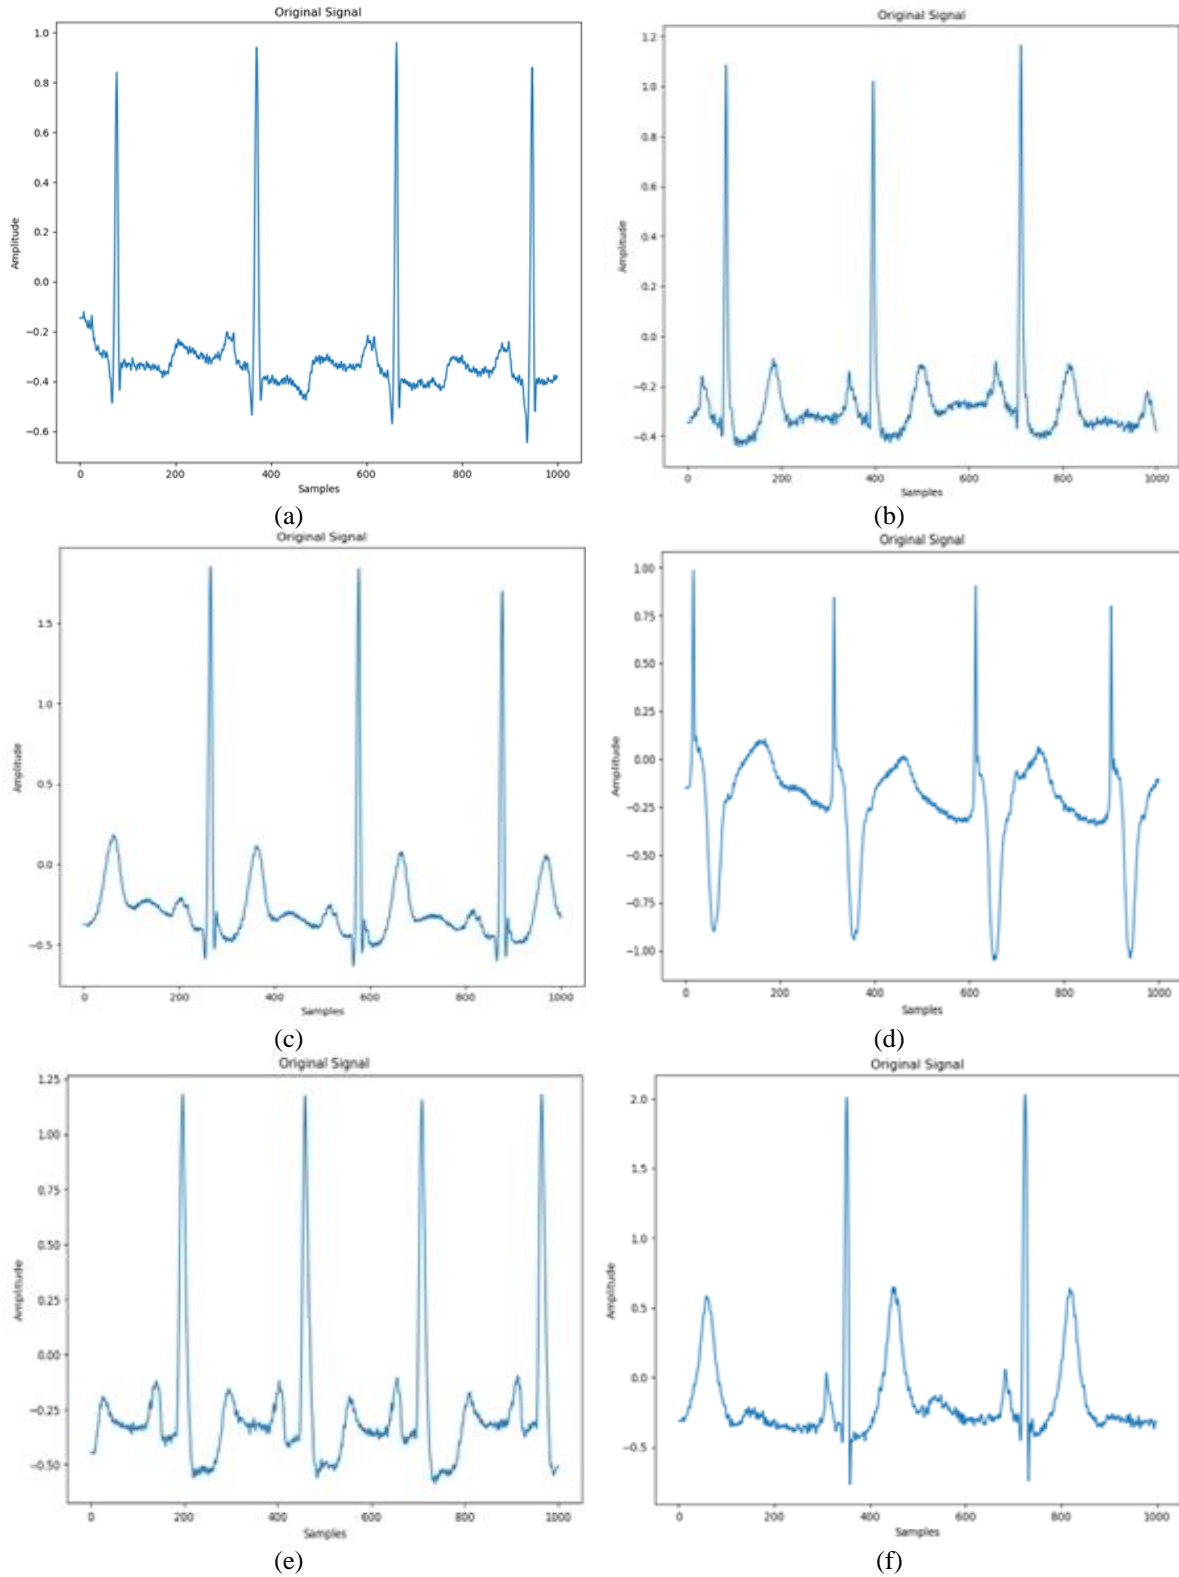 Original Signal
1.0
0.8
0.6
0.4
0.2
0.0
−0.2
−0.4
−0.6
Amplitude
0 200 400 600 800 1000
Samples
(a)
Original Signal
1.2
1.0
0.8
0.6
0.4
0.2
0.0
−0.2
−0.4
Amplitude
0 200 400 600 800 1000
Samples
(b)
Original Signal
1.5
1.0
0.5
0.0
−0.5
Amplitude
0 200 400 600 800 1000
Samples
(c)
Original Signal
1.00
0.75
0.50
0.25
0.00
−0.25
−0.50
−0.75
−1.00
Amplitude
0 200 400 600 800 1000
Samples
(d)
Original Signal
1.25
1.00
0.75
0.50
0.25
0.00
−0.25
−0.50
Amplitude
0 200 400 600 800 1000
Samples
(e)
Original Signal
2.0
1.5
1.0
0.5
0.0
−0.5
Amplitude
0 200 400 600 800 1000
Samples
(f)